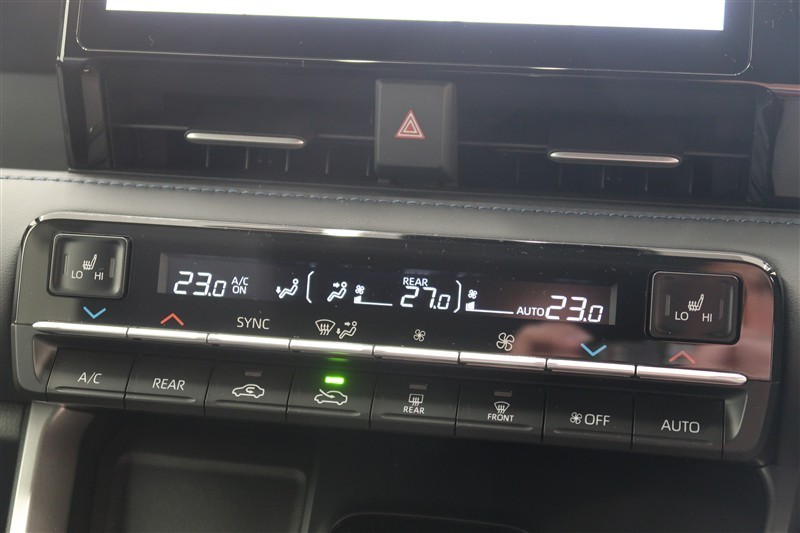 LO HI
23.0 A/C ON
REAR
27.0
AUTO 23.0
LO HI
SYNC
A/C
REAR
REAR
FRONT
OFF
AUTO